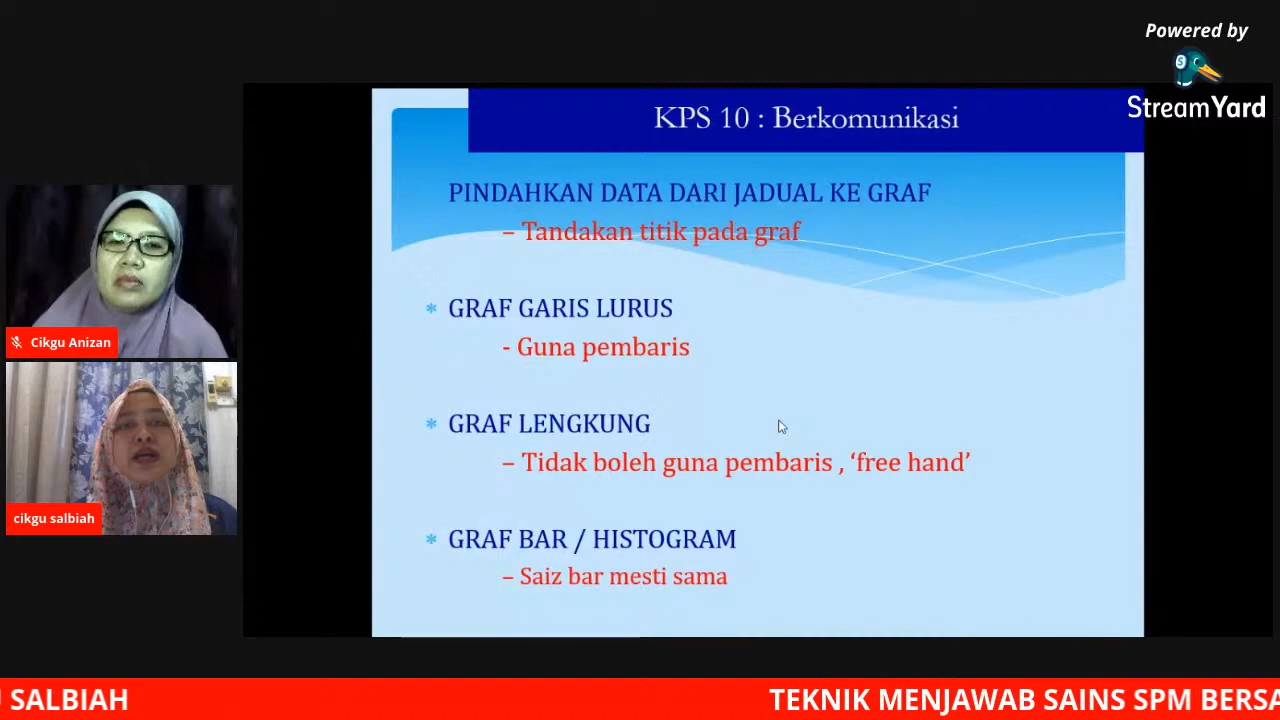 Powered by
StreamYard
KPS 10 : Berkomunikasi
PINDAHKAN DATA DARI JADUAL KE GRAF
– Tandakan titik pada graf
* GRAF GARIS LURUS
- Guna pembaris
* GRAF LENGKUNG
– Tidak boleh guna pembaris , ‘free hand’
* GRAF BAR / HISTOGRAM
– Saiz bar mesti sama
Cikgu Anizan
cikgu salbiah
SALBIAH
TEKNIK MENJAWAB SAINS SPM BERSA